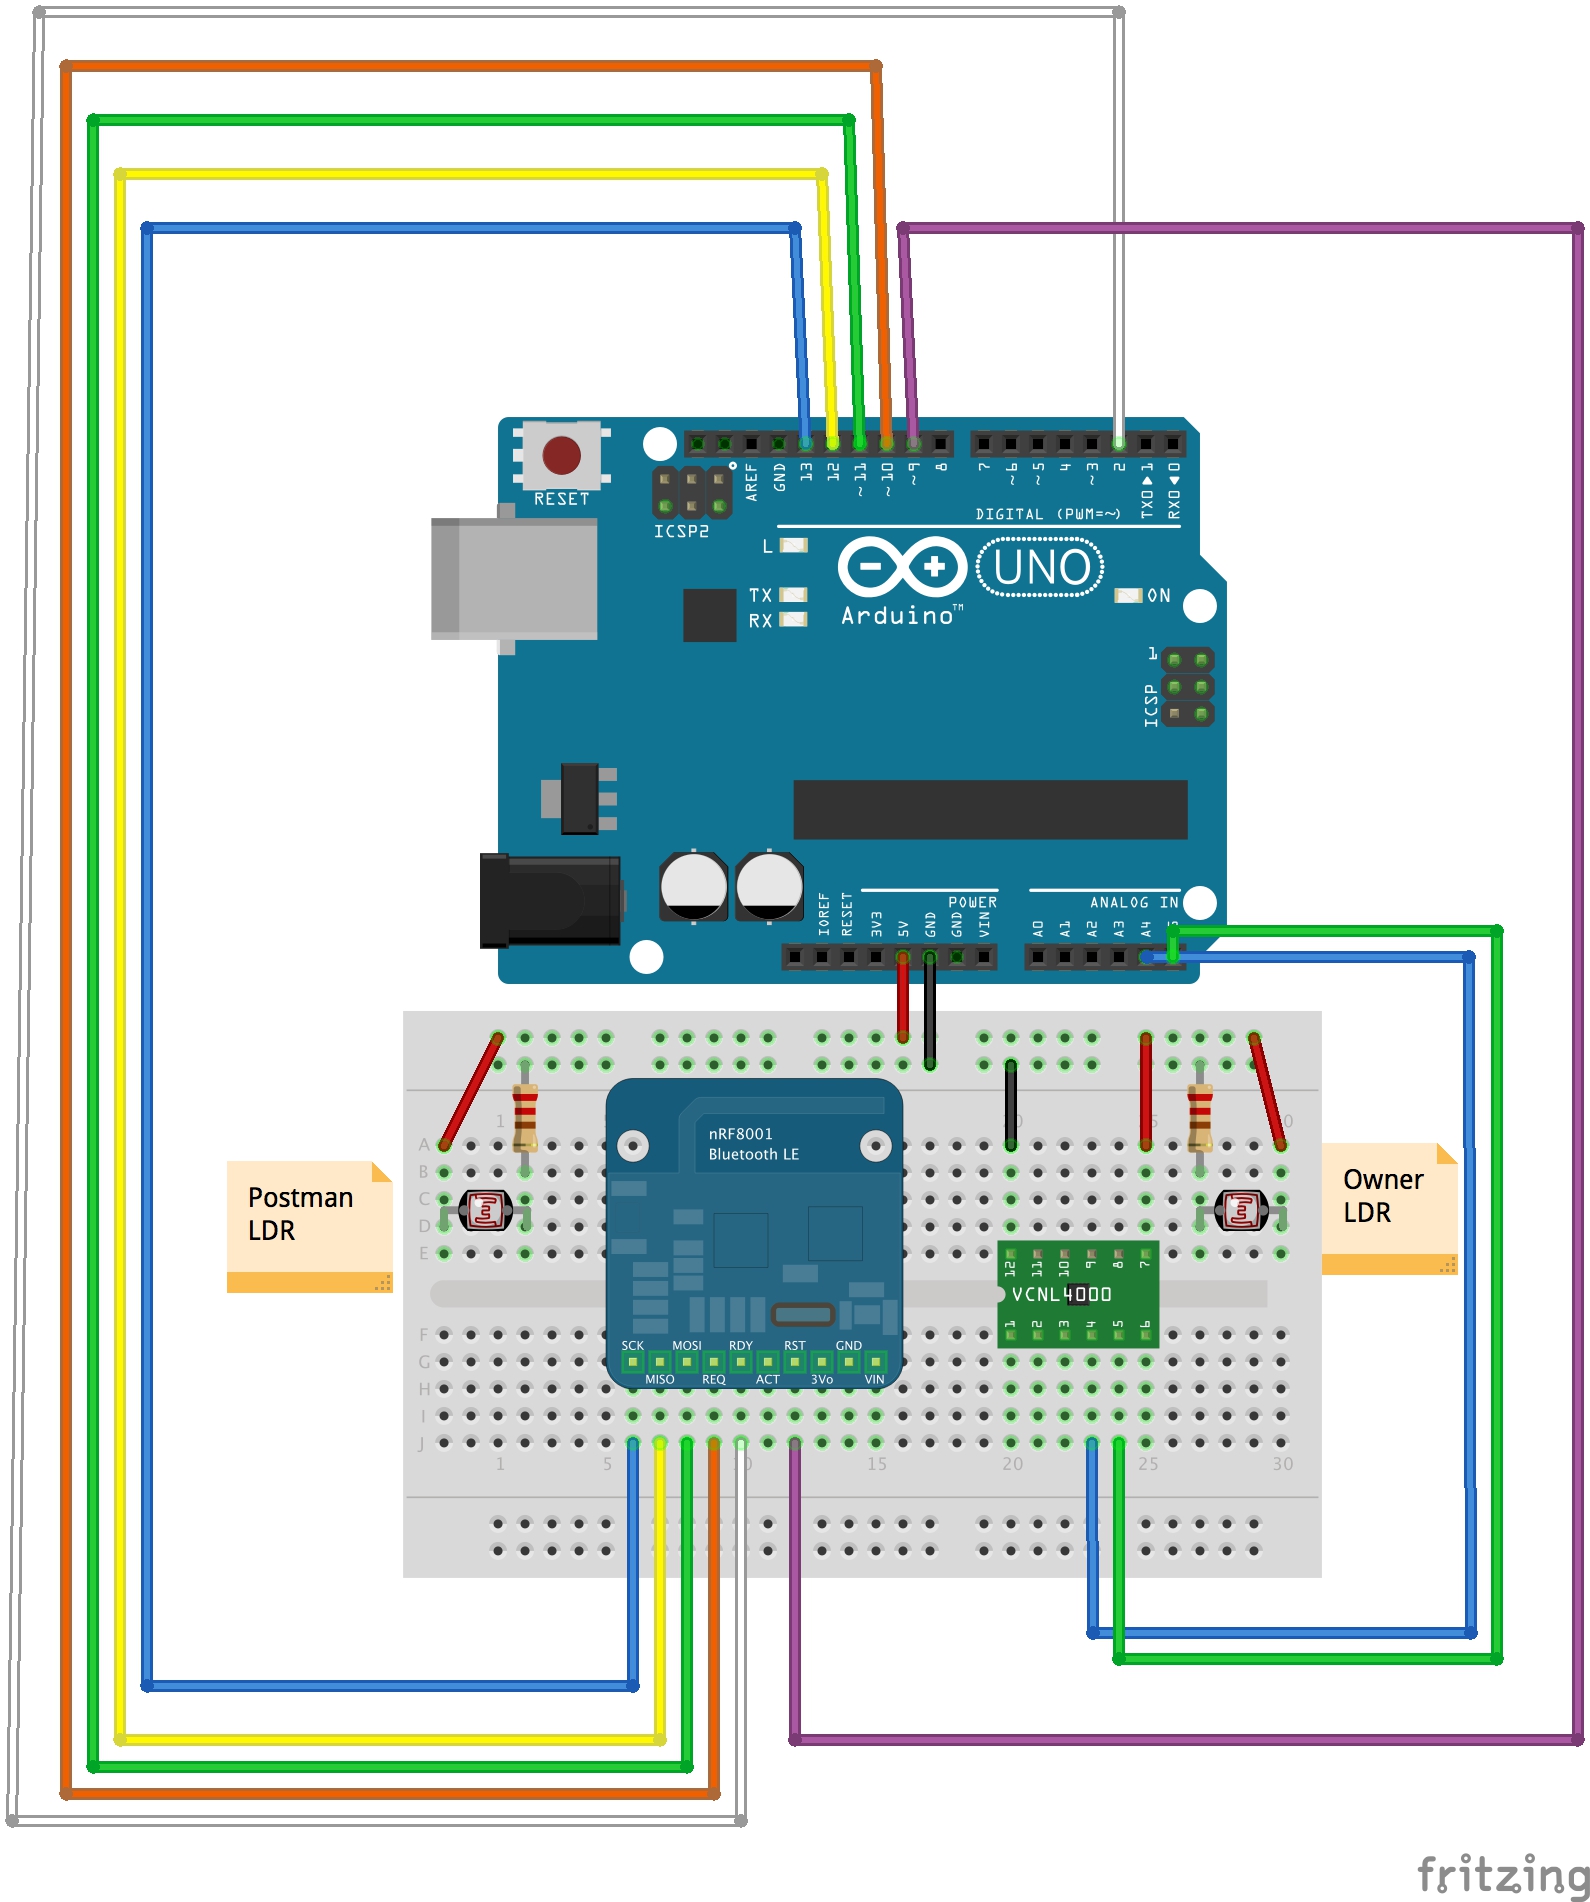 RESET
ICSP2
AREF
GND
13
12
~11
~10
~9
8
7
~6
~5
4
~3
2
TX0 ▶ 1
RX0 ◀ 0
DIGITAL (PWM=~)
L
TX
RX
Arduino™
UNO
ON
1
ICSP
IOREF
RESET
3V3
5V
GND
GND
VIN
POWER
A0
A1
A2
A3
A4
ANALOG IN
Postman
LDR
Owner
LDR
nRF8001
Bluetooth LE
SCK MOSI RDY RST GND
MISO REQ ACT 3Vo VIN
12 11 10 9 8 7
VCNL4000
1 2 3 4 5 6
1
A
B
C
D
E
F
G
H
I
J
1 5 15 20 25 30
fritzing